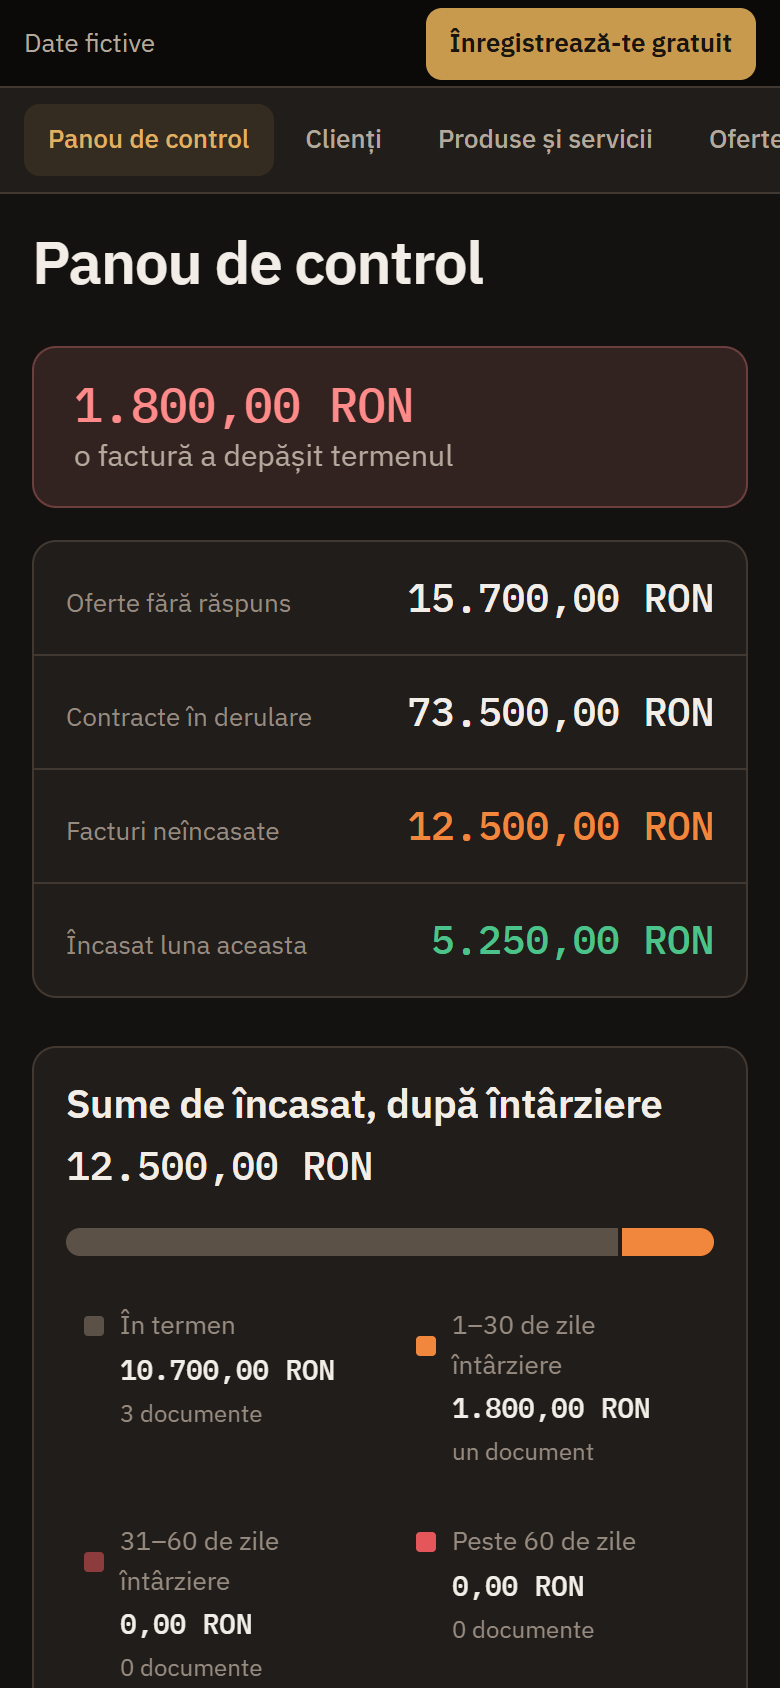 Date fictive
Înregistrează-te gratuit
Panou de control
Clienți
Produse și servicii
Oferte
Panou de control
1.800,00 RON
o factură a depășit termenul
Oferte fără răspuns
15.700,00 RON
Contracte în derulare
73.500,00 RON
Facturi neîncasate
12.500,00 RON
Încasat luna aceasta
5.250,00 RON
Sume de încasat, după întârziere
12.500,00 RON
În termen
10.700,00 RON
3 documente
1–30 de zile
întârziere
1.800,00 RON
un document
31–60 de zile
întârziere
0,00 RON
0 documente
Peste 60 de zile
0,00 RON
0 documente